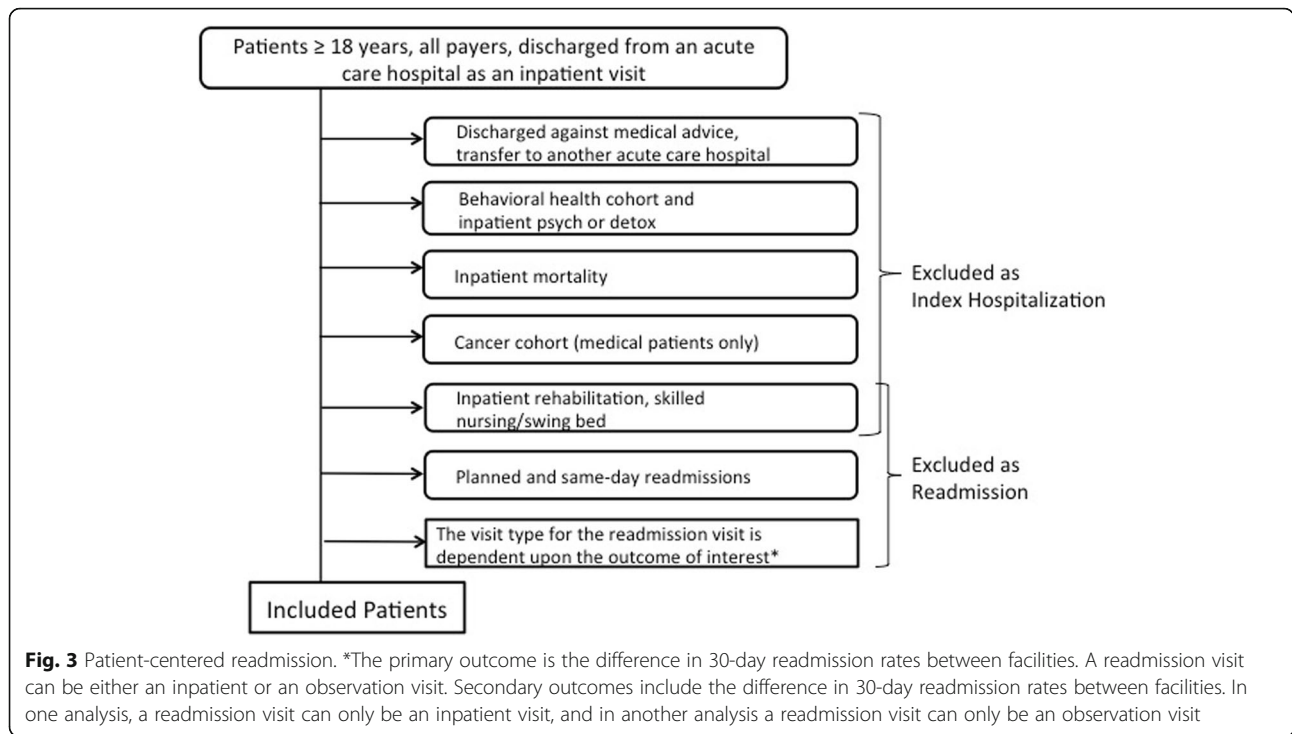 Patients ≥ 18 years, all payers, discharged from an acute
care hospital as an inpatient visit
Discharged against medical advice,
transfer to another acute care hospital
Behavioral health cohort and
inpatient psych or detox
Inpatient mortality
Cancer cohort (medical patients only)
Inpatient rehabilitation, skilled
nursing/swing bed
Excluded as
Index Hospitalization
Planned and same-day readmissions
The visit type for the readmission visit is
dependent upon the outcome of interest*
Excluded as
Readmission
Included Patients
Fig. 3 Patient-centered readmission. *The primary outcome is the difference in 30-day readmission rates between facilities. A readmission visit
can be either an inpatient or an observation visit. Secondary outcomes include the difference in 30-day readmission rates between facilities. In
one analysis, a readmission visit can only be an inpatient visit, and in another analysis a readmission visit can only be an observation visit